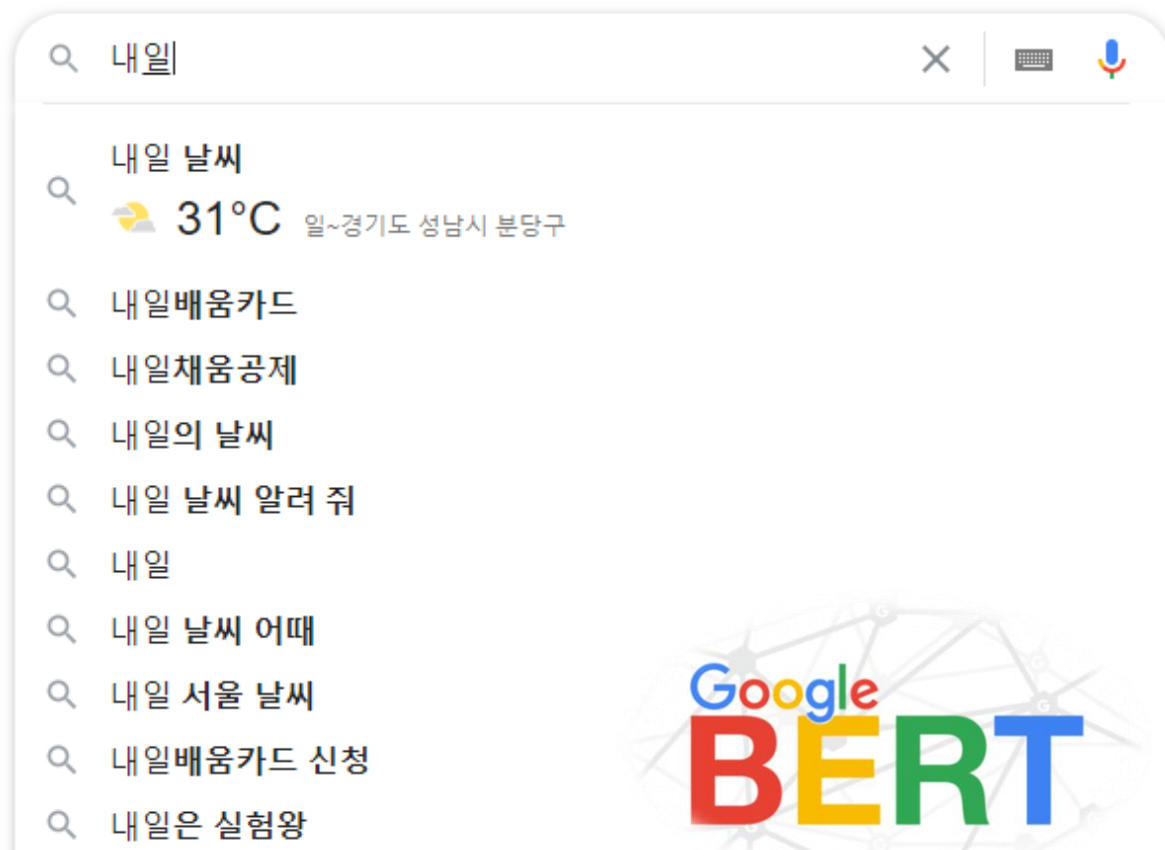 내일
내일 날씨
31°C 일~경기도 성남시 분당구
내일배움카드
내일채움공제
내일의 날씨
내일 날씨 알려 줘
내일
내일 날씨 어때
내일 서울 날씨
내일배움카드 신청
내일은 실험왕
Google
BERT